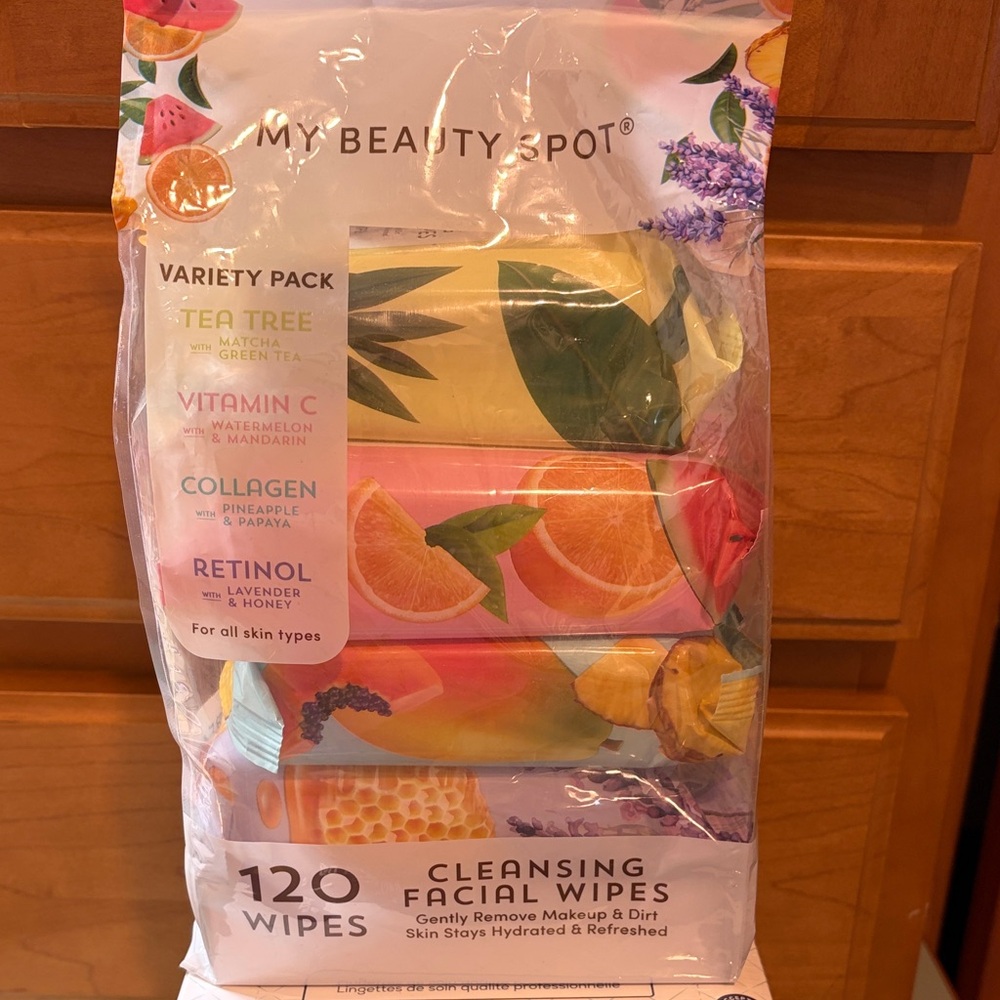 MY BEAUTY SPOT®
VARIETY PACK
TEA TREE
WITH MATCHA
GREEN TEA
VITAMIN C
WITH WATERMELON
& MANDARIN
COLLAGEN
WITH PINEAPPLE
& PAPAYA
RETINOL
WITH LAVENDER
& HONEY
For all skin types
120
WIPES
CLEANSING
FACIAL WIPES
Gently Remove Makeup & Dirt
Skin Stays Hydrated & Refreshed
Lingettes de soin qualité professionnelle